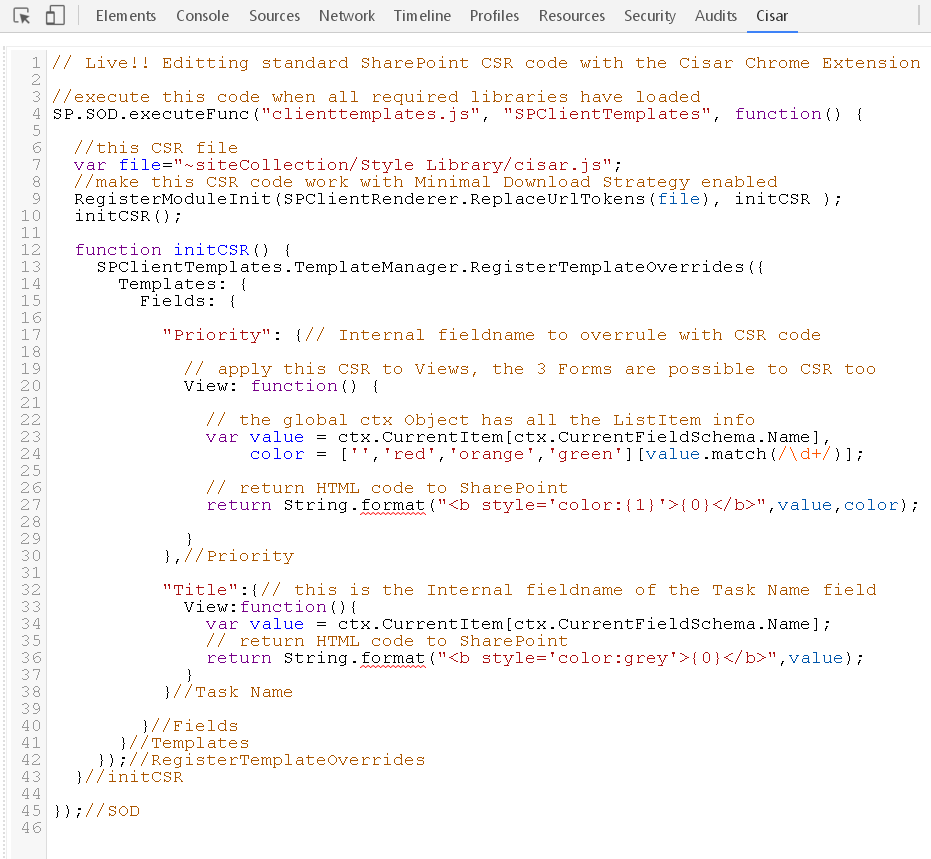 Elements Console Sources Network Timeline Profiles Resources Security Audits Cisar
1 // Live!! Editting standard SharePoint CSR code with the Cisar Chrome Extension
2
3 //execute this code when all required libraries have loaded
4 SP.SOD.executeFunc("clienttemplates.js", "SPClientTemplates", function() {
5
6 //this CSR file
7 var file="~siteCollection/Style Library/cisar.js";
8 //make this CSR code work with Minimal Download Strategy enabled
9 RegisterModuleInit(SPClientRenderer.ReplaceUrlTokens(file), initCSR );
10 initCSR();
11
12 function initCSR() {
13 SPClientTemplates.TemplateManager.RegisterTemplateOverrides({
14 Templates: {
15 Fields: {
16
17 "Priority": {// Internal fieldname to overrule with CSR code
18
19 // apply this CSR to Views, the 3 Forms are possible to CSR too
20 View: function() {
21
22 // the global ctx Object has all the ListItem info
23 var value = ctx.CurrentItem[ctx.CurrentFieldSchema.Name],
24 color = ['','red','orange','green'][value.match(/\d+/)];
25
26 // return HTML code to SharePoint
27 return String.format("<b style='color:{1}'>{0}</b>",value,color);
28
29 }
30 },//Priority
31
32 "Title":{// this is the Internal fieldname of the Task Name field
33 View:function(){
34 var value = ctx.CurrentItem[ctx.CurrentFieldSchema.Name];
35 // return HTML code to SharePoint
36 return String.format("<b style='color:grey'>{0}</b>",value);
37 }
38 }//Task Name
39
40 }//Fields
41 }//Templates
42 });//RegisterTemplateOverrides
43 }//initCSR
44
45 });//SOD
46